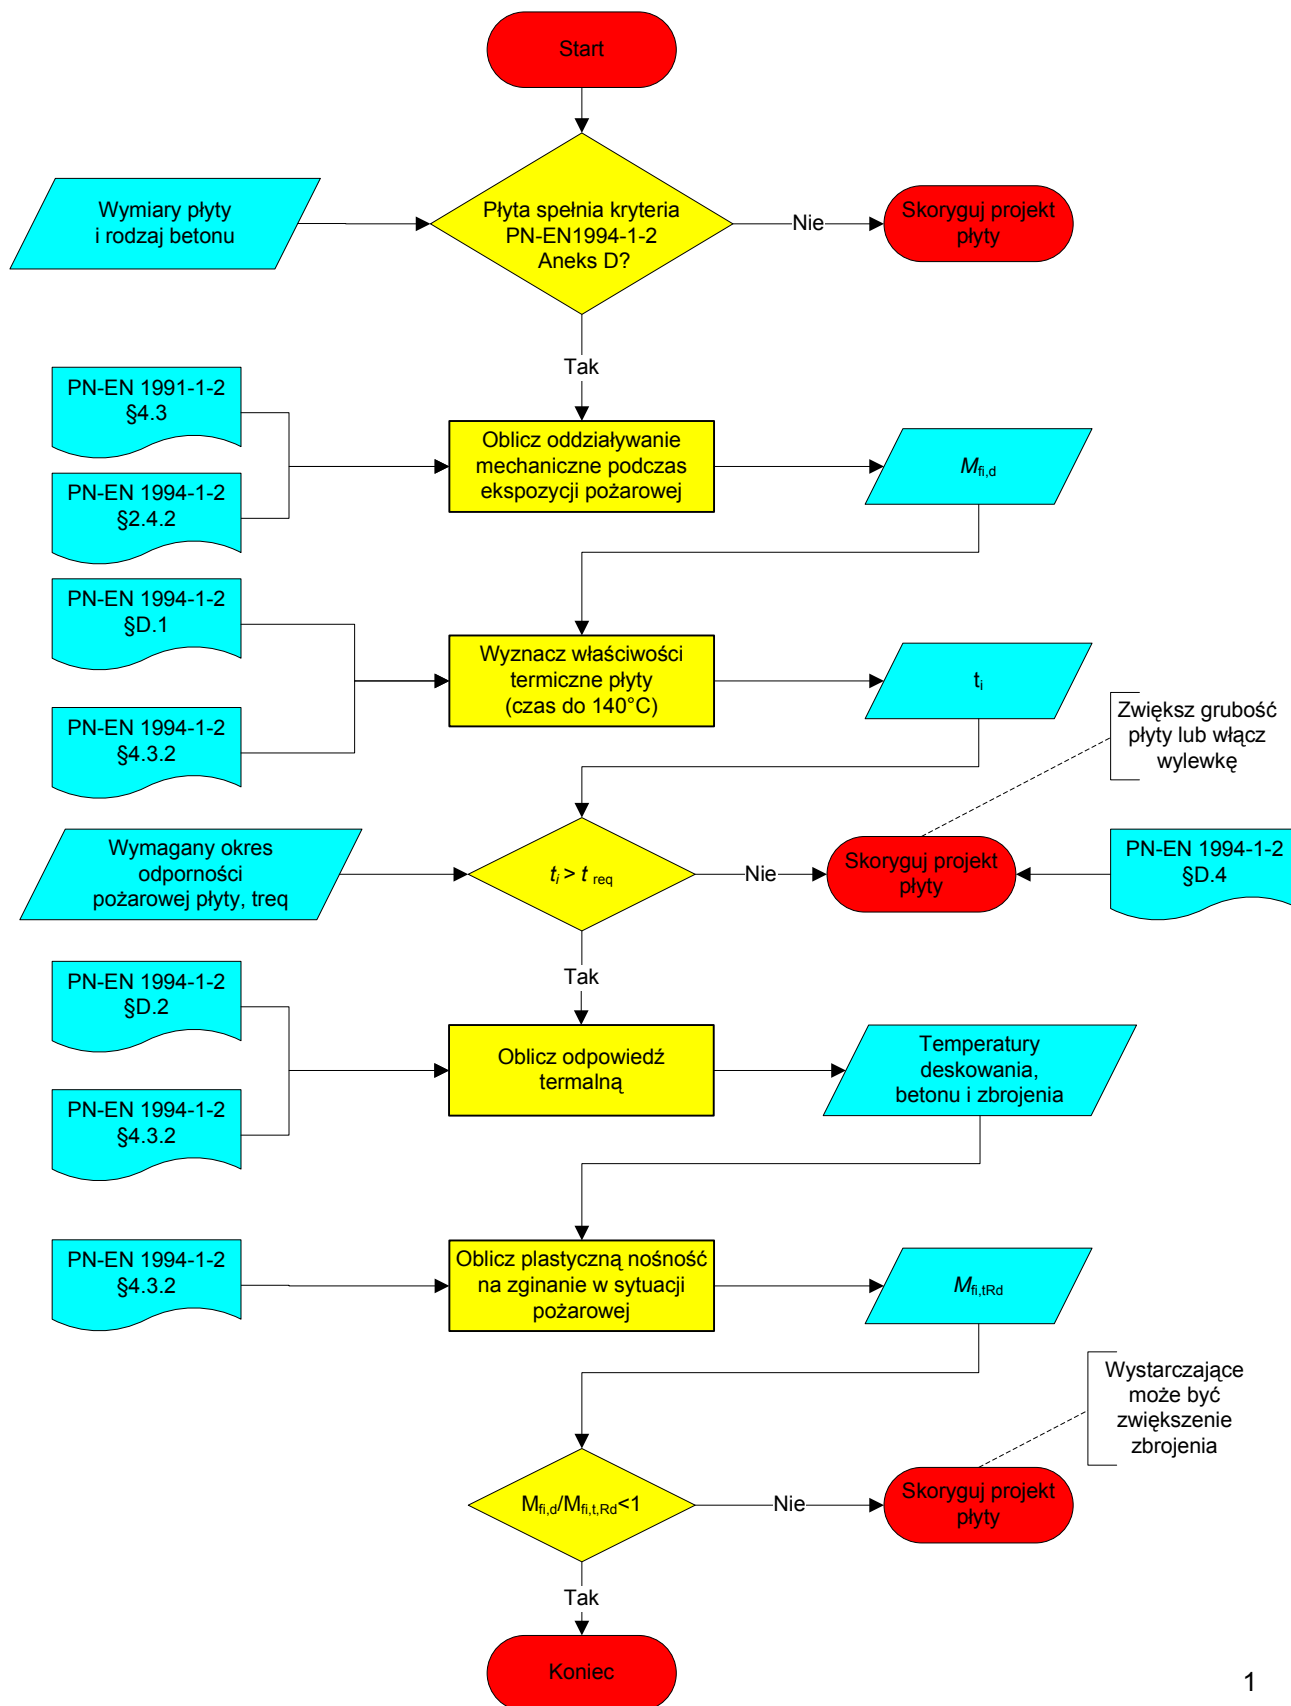 Start
Wymiary płyty
i rodzaj betonu
Płyta spełnia kryteria
PN-EN1994-1-2
Aneks D?
Nie
Skoryguj projekt
płyty
Tak
PN-EN 1991-1-2
§4.3
PN-EN 1994-1-2
§2.4.2
Oblicz oddziaływanie
mechaniczne podczas
ekspozycji pożarowej
Mfi,d
PN-EN 1994-1-2
§D.1
PN-EN 1994-1-2
§4.3.2
Wyznacz właściwości
termiczne płyty
(czas do 140°C)
ti
Zwiększ grubość
płyty lub włącz
wylewkę
Wymagany okres
odporności
pożarowej płyty, treq
ti > t req
Nie
Skoryguj projekt
płyty
PN-EN 1994-1-2
§D.4
Tak
PN-EN 1994-1-2
§D.2
PN-EN 1994-1-2
§4.3.2
Oblicz odpowiedź
termalną
Temperatury
deskowania,
betonu i zbrojenia
PN-EN 1994-1-2
§4.3.2
Oblicz plastyczną nośność
na zginanie w sytuacji
pożarowej
Mfi,tRd
Wystarczające
może być
zwiększenie
zbrojenia
Mfi,d/Mfi,t,Rd<1
Nie
Skoryguj projekt
płyty
Tak
Koniec
1